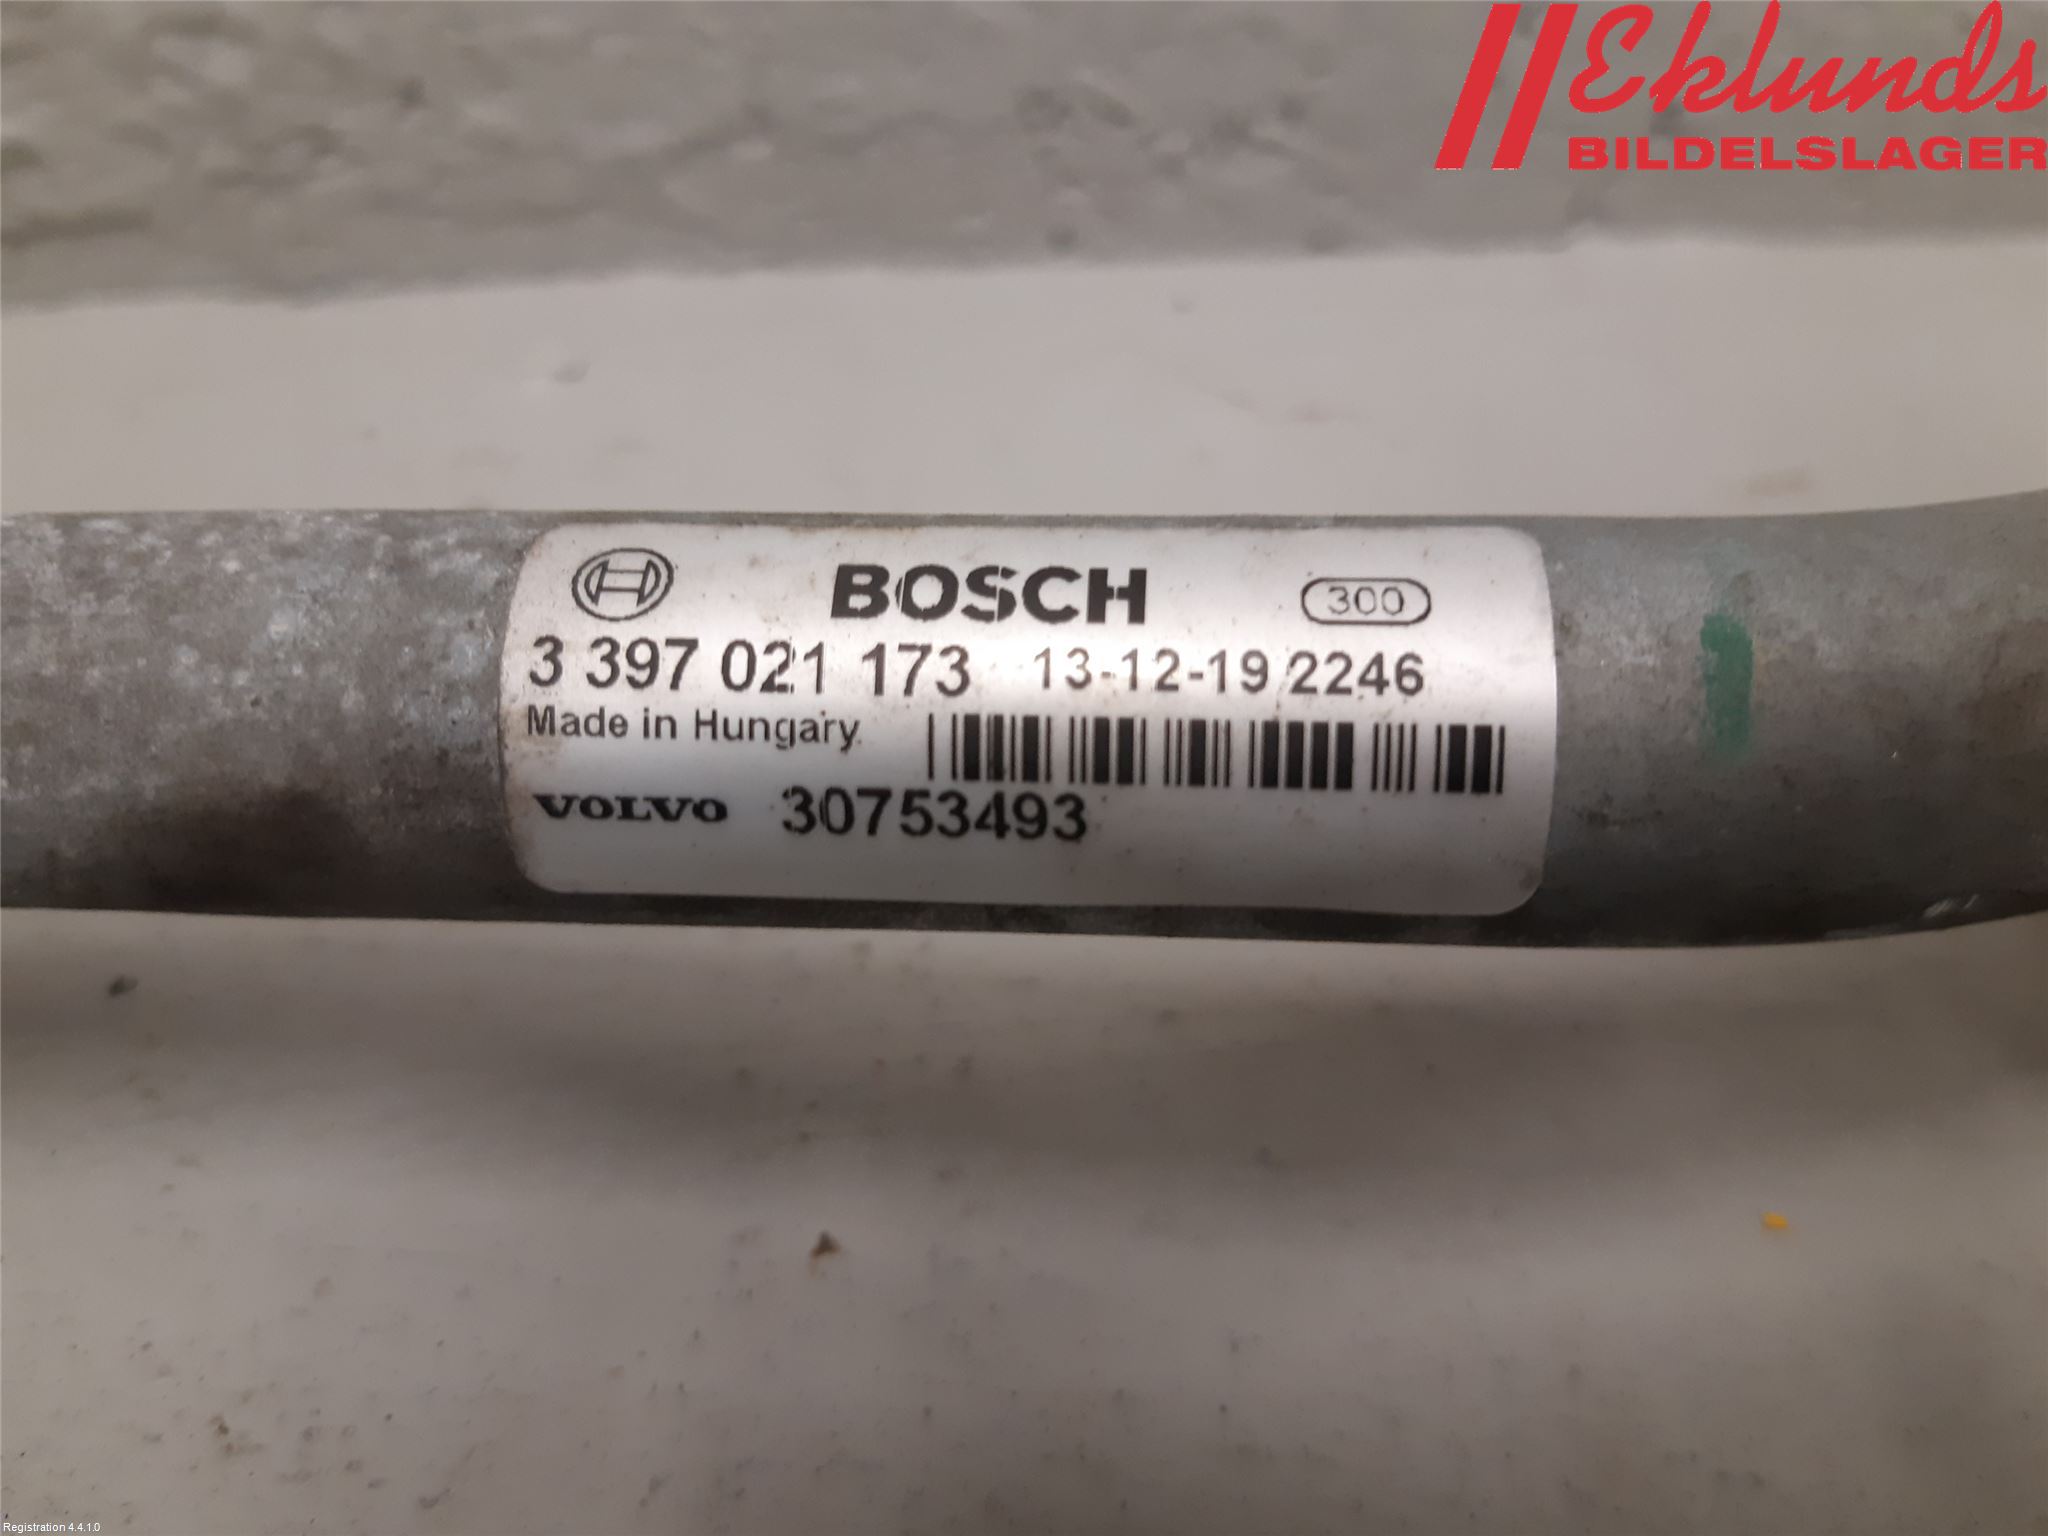 Eklunds
BILDELSLAGER
BOSCH 300
3 397 021 173 13-12-19 2246
Made in Hungary
VOLVO 30753493
Registration 4.4.1.0